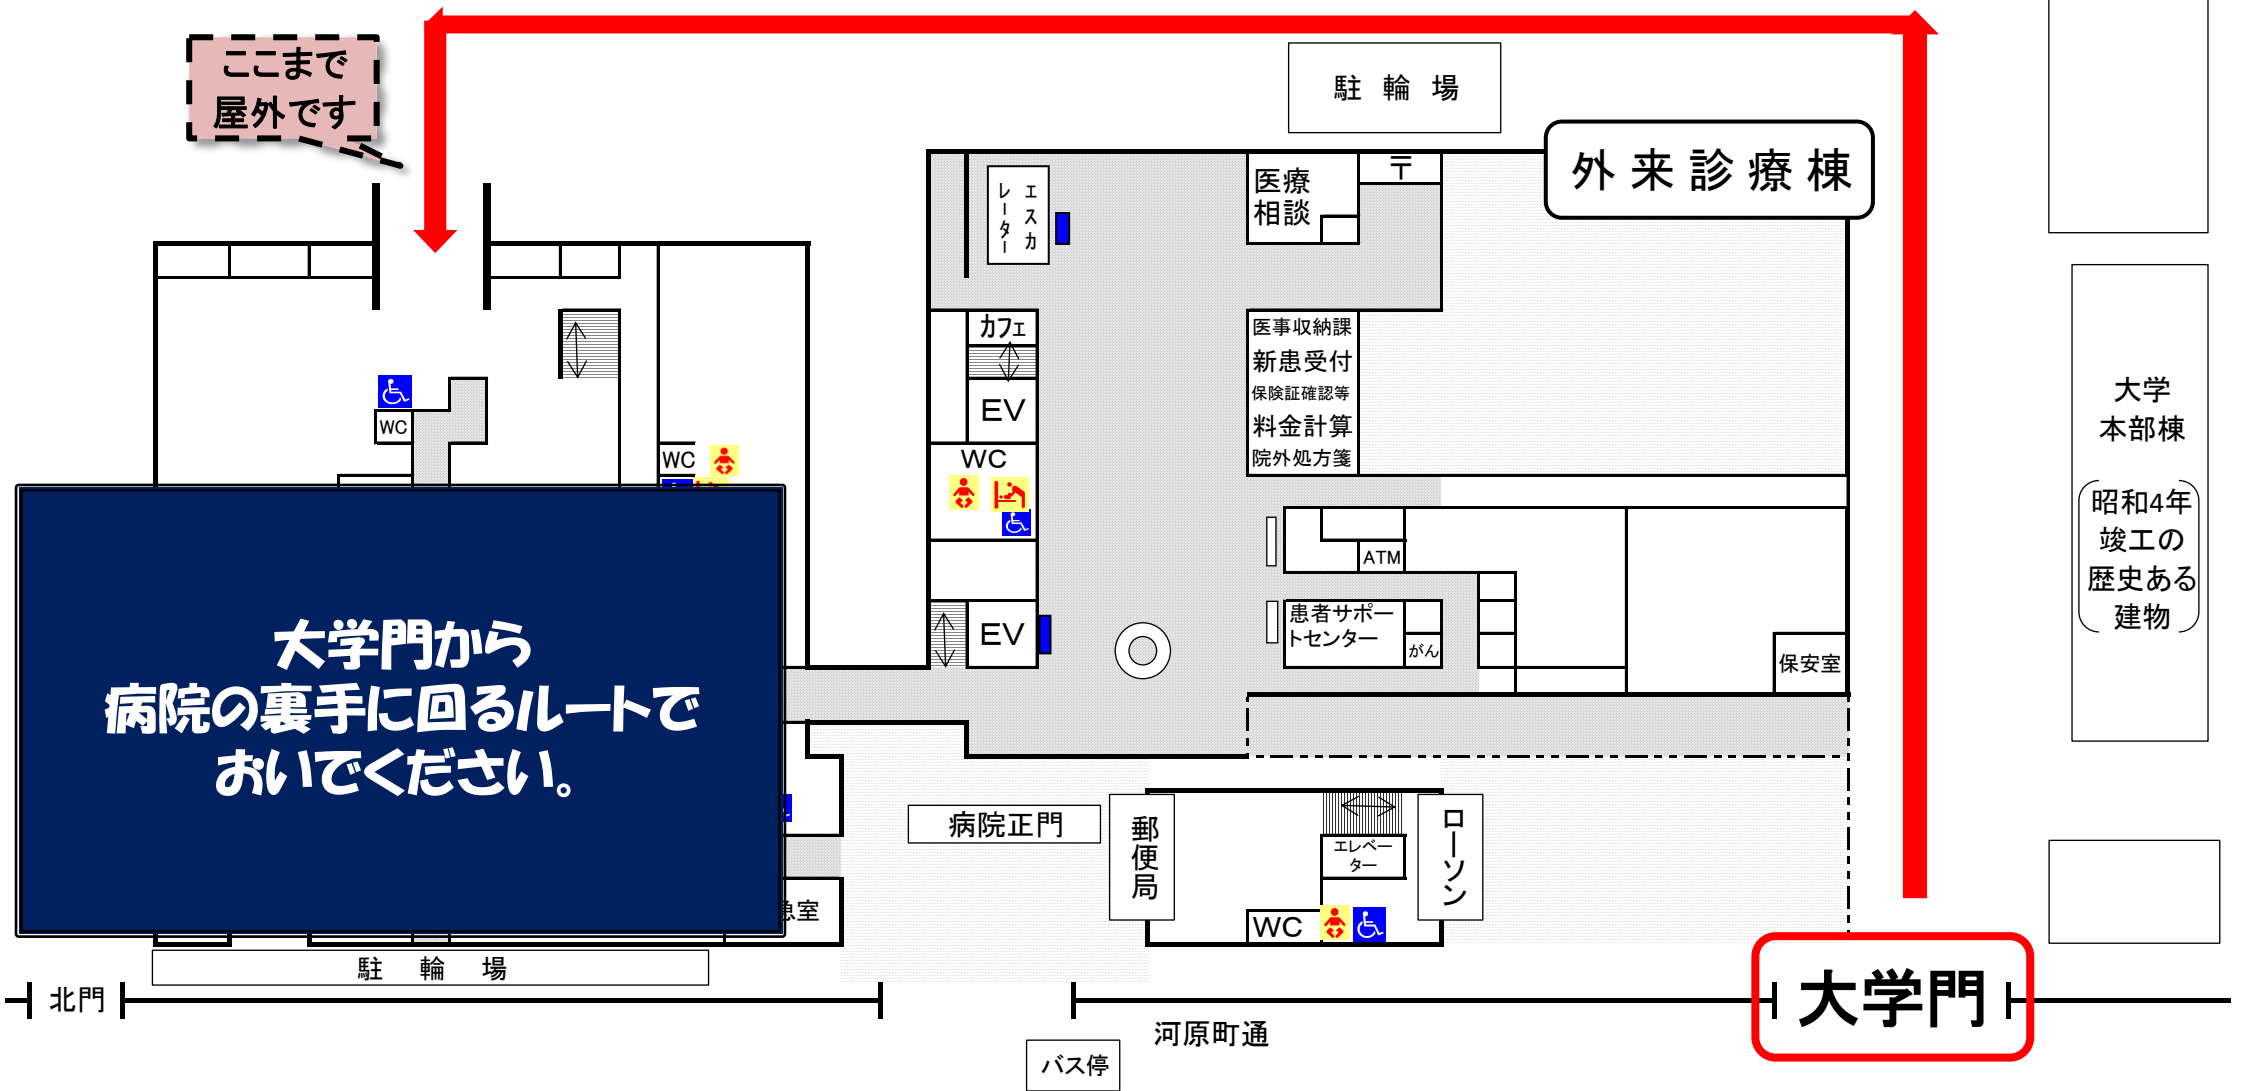 ここまで
屋外です
駐 輪 場
外来診療棟
エスカ
レーター
医療
相談
〒
カフェ
EV
WC
WC
WC
EV
医事収納課
新患受付
保険証確認等
料金計算
院外処方箋
ATM
患者サポー
トセンター
がん
保安室
大学
本部棟
昭和4年
竣工の
歴史ある
建物
大学門から
病院の裏手に回るルートで
おいでください。
病院正門
郵便局
エレベー
ター
ローソン
WC
室
駐 輪 場
北門
大学門
河原町通
バス停